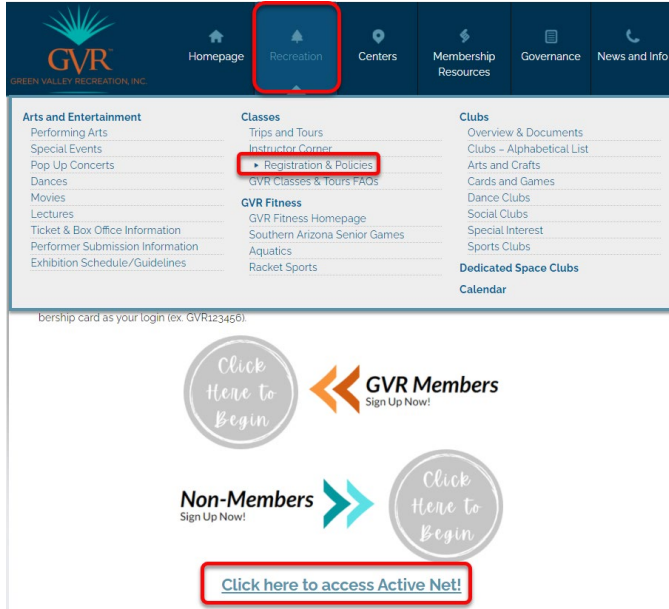 GVR™
GREEN VALLEY RECREATION, INC.
Homepage
Recreation
Centers
Membership
Resources
Governance
News and Info
Arts and Entertainment
Performing Arts
Special Events
Pop Up Concerts
Dances
Movies
Lectures
Ticket & Box Office Information
Performer Submission Information
Exhibition Schedule/Guidelines
Classes
Trips and Tours
Instructor Corner
Registration & Policies
GVR Classes & Tours FAQs
GVR Fitness
GVR Fitness Homepage
Southern Arizona Senior Games
Aquatics
Racket Sports
Clubs
Overview & Documents
Clubs – Alphabetical List
Arts and Crafts
Cards and Games
Dance Clubs
Social Clubs
Special Interest
Sports Clubs
Dedicated Space Clubs
Calendar
bership card as your login (ex. GVR123456).
Click
Here to
Begin
GVR Members
Sign Up Now!
Non-Members
Sign Up Now!
Click
Here to
Begin
Click here to access Active Net!